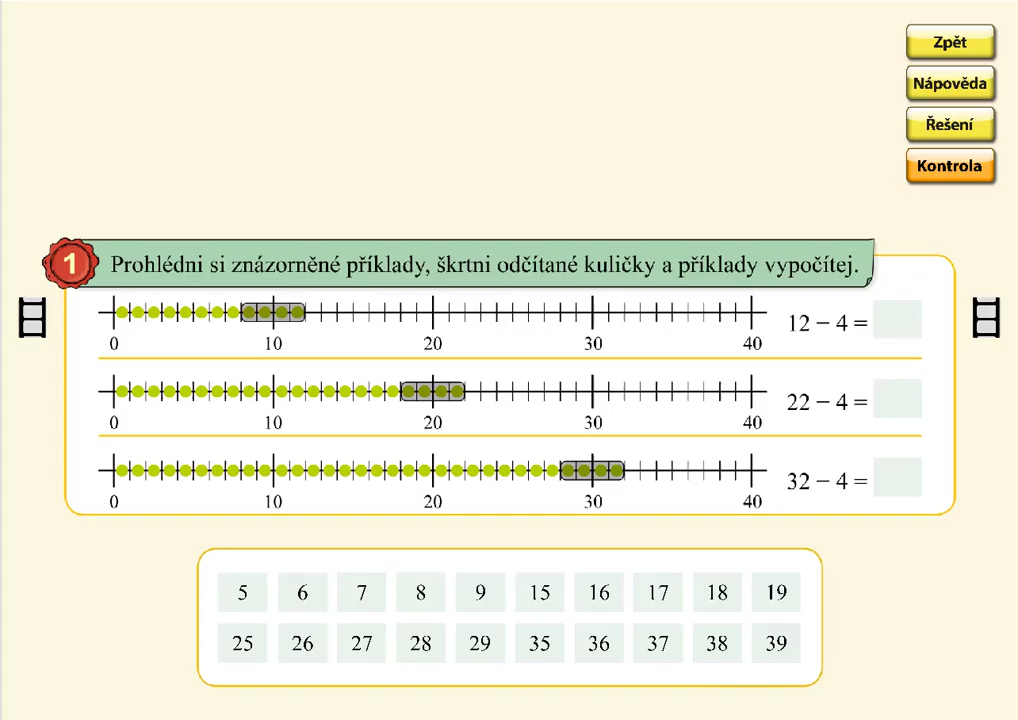 Zpět
Nápověda
Řešení
Kontrola
1 Prohlédni si znázorněné příklady, škrtni odčítané kuličky a příklady vypočítej.
12 − 4 =
0 10 20 30 40
22 − 4 =
0 10 20 30 40
32 − 4 =
0 10 20 30 40
5 6 7 8 9 15 16 17 18 19
25 26 27 28 29 35 36 37 38 39